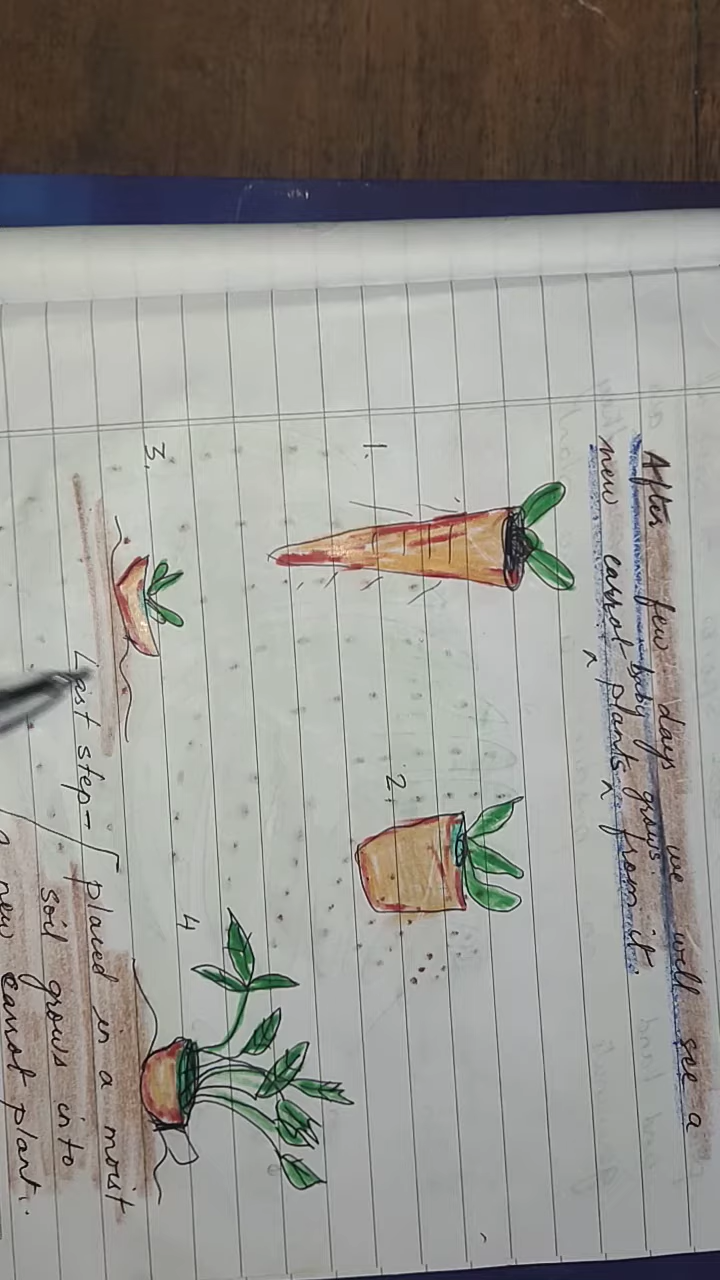 After few days we will see a
new carrot baby plants grows from it
1.
2.
3.
4
Last step- placed in a moist
soil grows into
a new carrot plant.